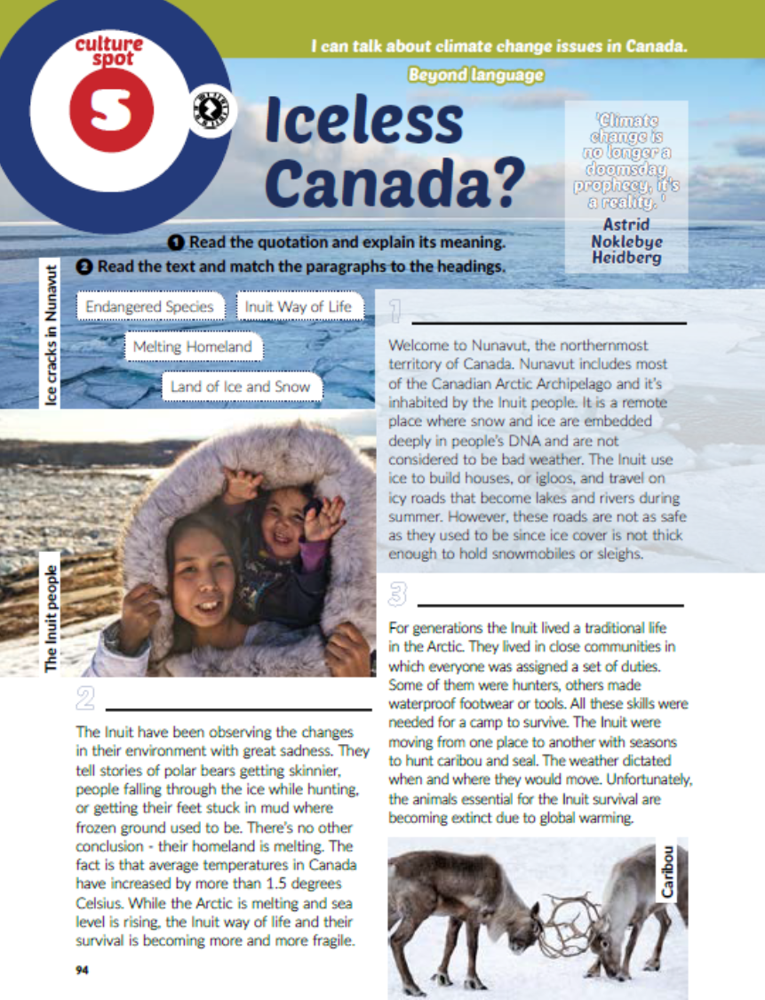 culture
spot
S
I can talk about climate change issues in Canada.
Beyond language
Iceless
Canada?
'Climate
change is
no longer a
doomsday
prophecy, it's
a reality.'
Astrid
Noklebye
Heidberg
1 Read the quotation and explain its meaning.
2 Read the text and match the paragraphs to the headings.
Ice cracks in Nunavut
Endangered Species
Inuit Way of Life
Melting Homeland
Land of Ice and Snow
1
Welcome to Nunavut, the northernmost
territory of Canada. Nunavut includes most
of the Canadian Arctic Archipelago and it's
inhabited by the Inuit people. It is a remote
place where snow and ice are embedded
deeply in people's DNA and are not
considered to be bad weather. The Inuit use
ice to build houses, or igloos, and travel on
icy roads that become lakes and rivers during
summer. However, these roads are not as safe
as they used to be since ice cover is not thick
enough to hold snowmobiles or sleighs.
The Inuit people
2
The Inuit have been observing the changes
in their environment with great sadness. They
tell stories of polar bears getting skinnier,
people falling through the ice while hunting,
or getting their feet stuck in mud where
frozen ground used to be. There's no other
conclusion - their homeland is melting. The
fact is that average temperatures in Canada
have increased by more than 1.5 degrees
Celsius. While the Arctic is melting and sea
level is rising, the Inuit way of life and their
survival is becoming more and more fragile.
3
For generations the Inuit lived a traditional life
in the Arctic. They lived in close communities in
which everyone was assigned a set of duties.
Some of them were hunters, others made
waterproof footwear or tools. All these skills were
needed for a camp to survive. The Inuit were
moving from one place to another with seasons
to hunt caribou and seal. The weather dictated
when and where they would move. Unfortunately,
the animals essential for the Inuit survival are
becoming extinct due to global warming.
Caribou
94